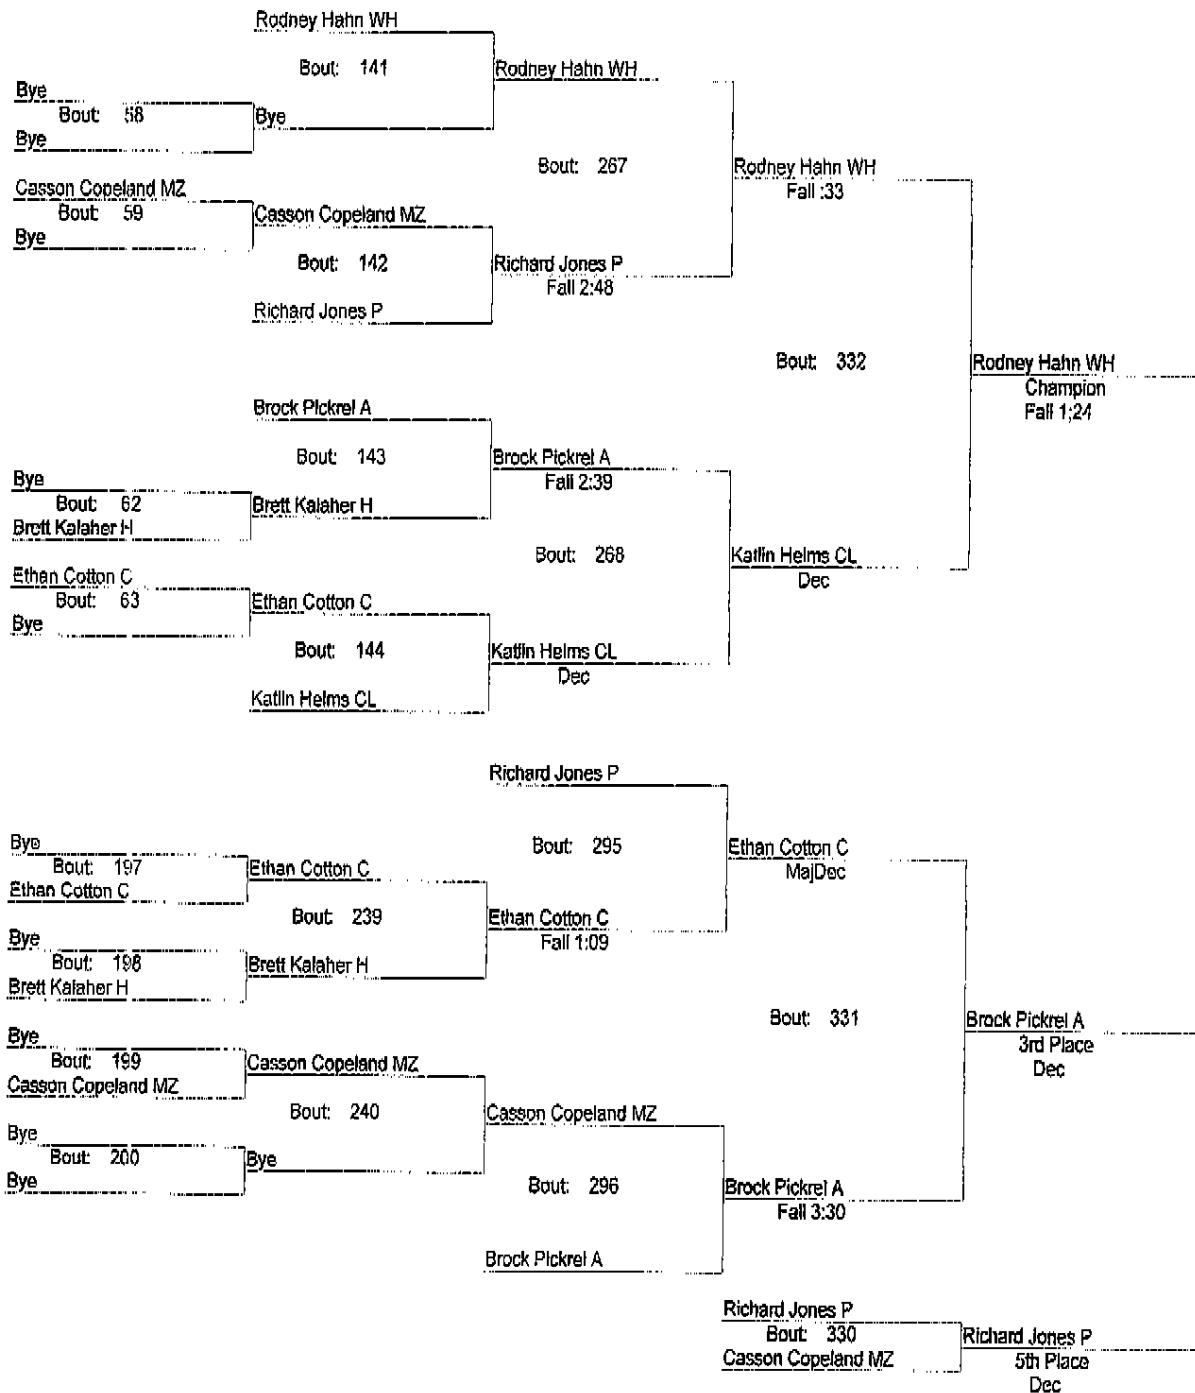 Rodney Hahn WH
Bout: 141
Rodney Hahn WH
Bye
Bout: 58
Bye
Bye
Bout: 267
Rodney Hahn WH
Fall :33
Casson Copeland MZ
Bout: 59
Bye
Casson Copeland MZ
Bout: 142
Richard Jones P
Fall 2:48
Richard Jones P
Bout: 332
Rodney Hahn WH
Champion
Fall 1:24
Brock Pickrel A
Bout: 143
Brock Pickrel A
Fall 2:39
Bye
Bout: 62
Brett Kalaher H
Brett Kalaher H
Bout: 268
Katlin Helms CL
Dec
Ethan Cotton C
Bout: 63
Bye
Ethan Cotton C
Bout: 144
Katlin Helms CL
Dec
Katlin Helms CL
Richard Jones P
Bout: 295
Ethan Cotton C
MajDec
Bye
Bout: 197
Ethan Cotton C
Ethan Cotton C
Bout: 239
Ethan Cotton C
Fall 1:09
Bye
Bout: 198
Brett Kalaher H
Brett Kalaher H
Bout: 331
Brock Pickrel A
3rd Place
Dec
Bye
Bout: 199
Casson Copeland MZ
Casson Copeland MZ
Bout: 240
Casson Copeland MZ
Bye
Bout: 200
Bye
Bye
Bout: 296
Brock Pickrel A
Fall 3:30
Brock Pickrel A
Richard Jones P
Bout: 330
Casson Copeland MZ
Richard Jones P
5th Place
Dec